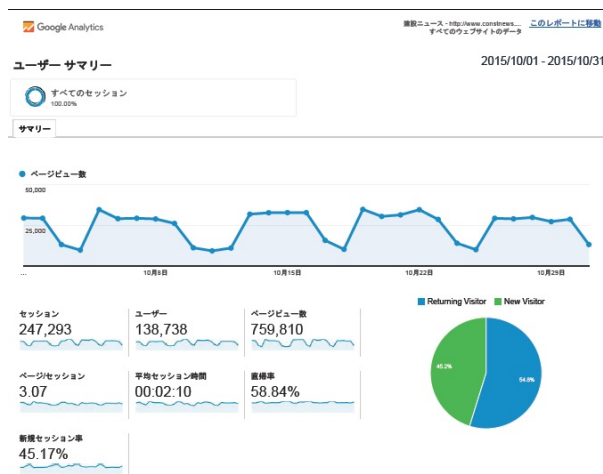 Google Analytics
建設ニュース - http://www.constnews....
すべてのウェブサイトのデータ
このレポートに移動
ユーザー サマリー
2015/10/01 - 2015/10/31
すべてのセッション
100.00%
サマリー
ページビュー数
50,000
25,000
...
10月8日
10月15日
10月22日
10月29日
Returning Visitor
New Visitor
セッション
247,293
ユーザー
138,738
ページビュー数
759,810
ページ/セッション
3.07
平均セッション時間
00:02:10
直帰率
58.84%
新規セッション率
45.17%
45.2%
54.8%